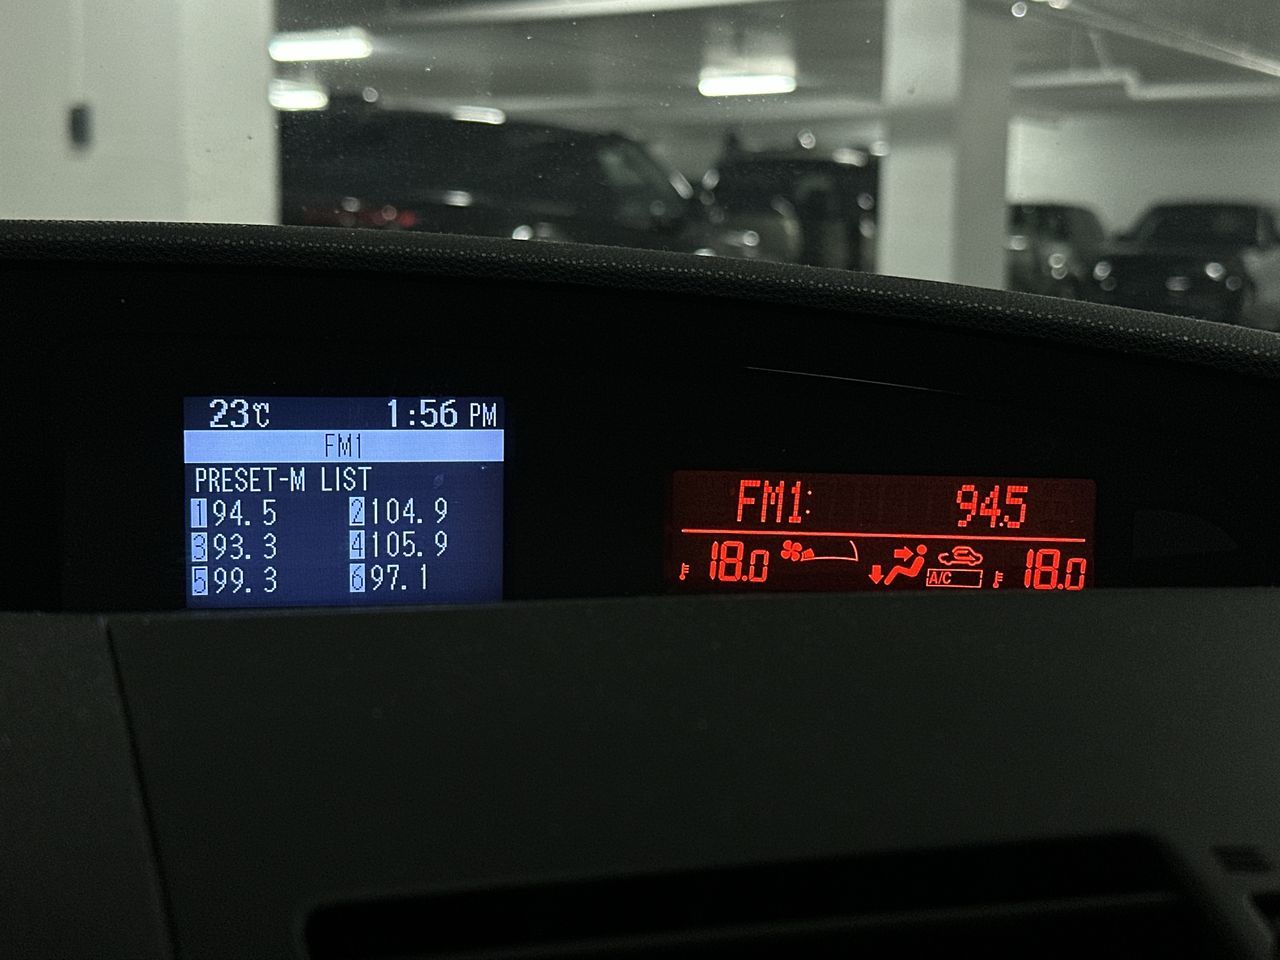 23℃ 1:56 PM
FM1
PRESET-M LIST
1 94.5 2 104.9
3 93.3 4 105.9
5 99.3 6 97.1
FM1: 94.5
18.0 A/C 18.0